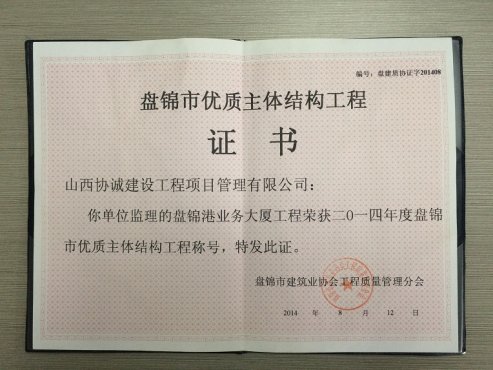 编号：盘建质协证字201408
盘锦市优质主体结构工程
证 书
山西协诚建设工程项目管理有限公司：
你单位监理的盘锦港业务大厦工程荣获二0一四年度盘锦
市优质主体结构工程称号，特发此证。
盘锦市建筑业协会工程质量管理分会
2014 年 8 月 12 日